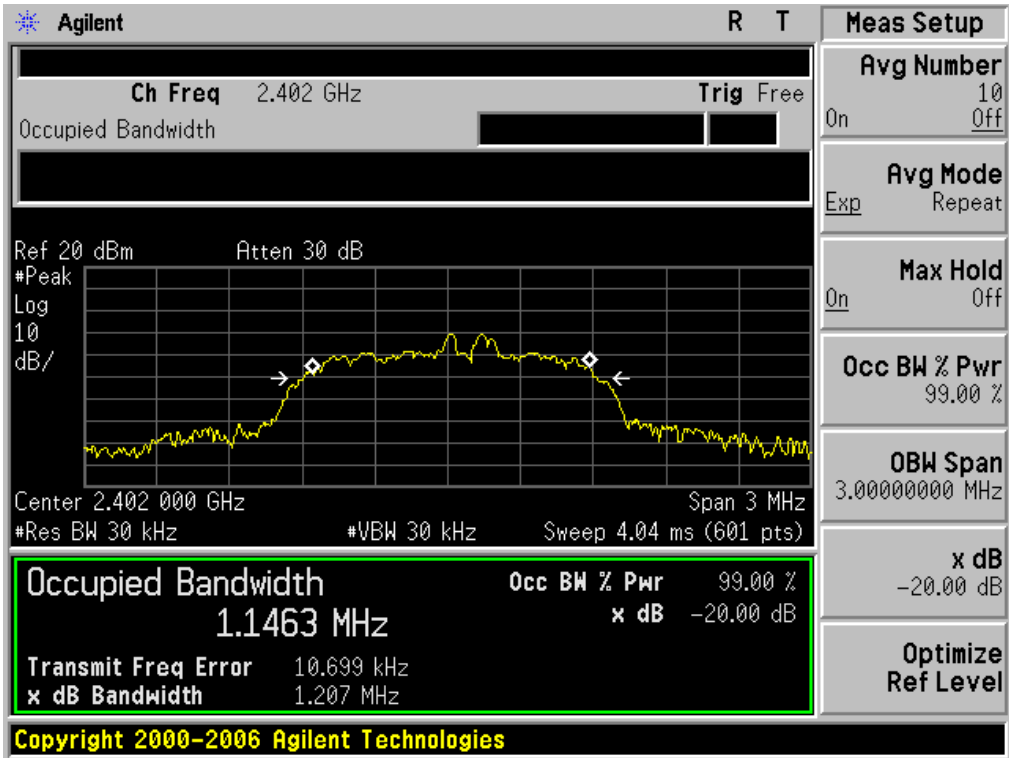 Agilent R T
Ch Freq 2.402 GHz Trig Free
Occupied Bandwidth
Ref 20 dBm Atten 30 dB
#Peak
Log
10
dB/
Center 2.402 000 GHz Span 3 MHz
#Res BW 30 kHz #VBW 30 kHz Sweep 4.04 ms (601 pts)
Occupied Bandwidth Occ BW % Pwr 99.00 %
1.1463 MHz x dB -20.00 dB
Transmit Freq Error 10.699 kHz
x dB Bandwidth 1.207 MHz
Copyright 2000-2006 Agilent Technologies
Meas Setup
Avg Number
10
On Off
Avg Mode
Exp Repeat
Max Hold
On Off
Occ BW % Pwr
99.00 %
OBW Span
3.00000000 MHz
x dB
-20.00 dB
Optimize
Ref Level